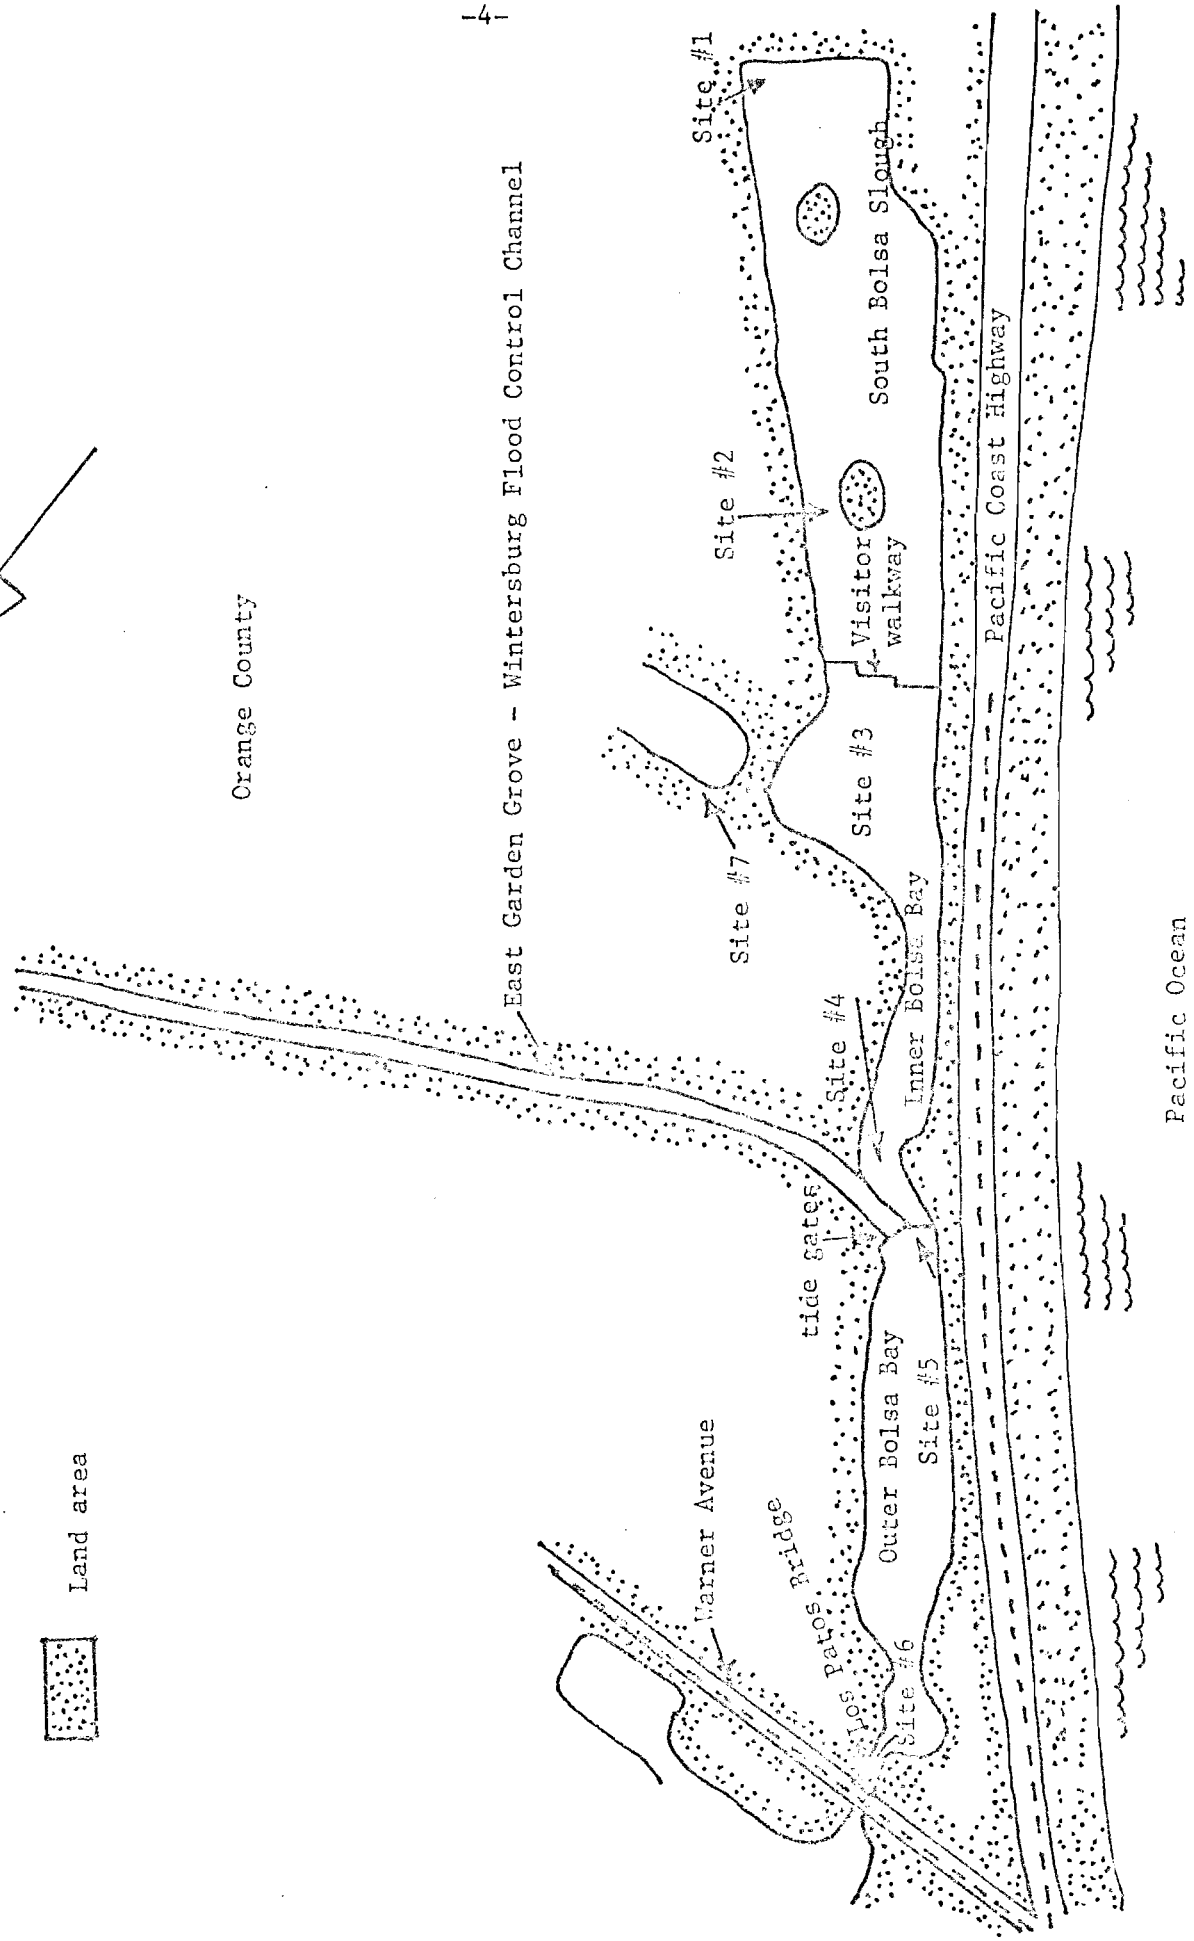 -4-
Land area
Orange County
East Garden Grove - Wintersburg Flood Control Channel
Warner Avenue
Los Patos Bridge
tide gates
Site #1
Site #2
Site #7
Site #4
Site #3
Visitor
walkway
South Bolsa Slough
Inner Bolsa Bay
Outer Bolsa Bay
Site #5
Site #6
Pacific Coast Highway
Pacific Ocean